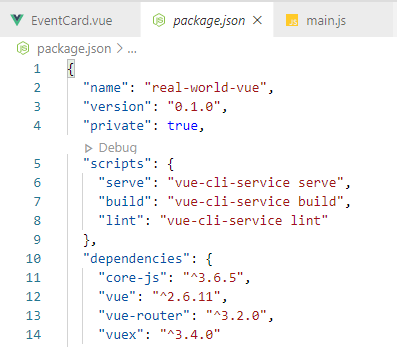 EventCard.vue package.json × JS main.js
package.json > ...
1 {
2 "name": "real-world-vue",
3 "version": "0.1.0",
4 "private": true,
Debug
5 "scripts": {
6 "serve": "vue-cli-service serve",
7 "build": "vue-cli-service build",
8 "lint": "vue-cli-service lint"
9 },
10 "dependencies": {
11 "core-js": "^3.6.5",
12 "vue": "^2.6.11",
13 "vue-router": "^3.2.0",
14 "vuex": "^3.4.0"